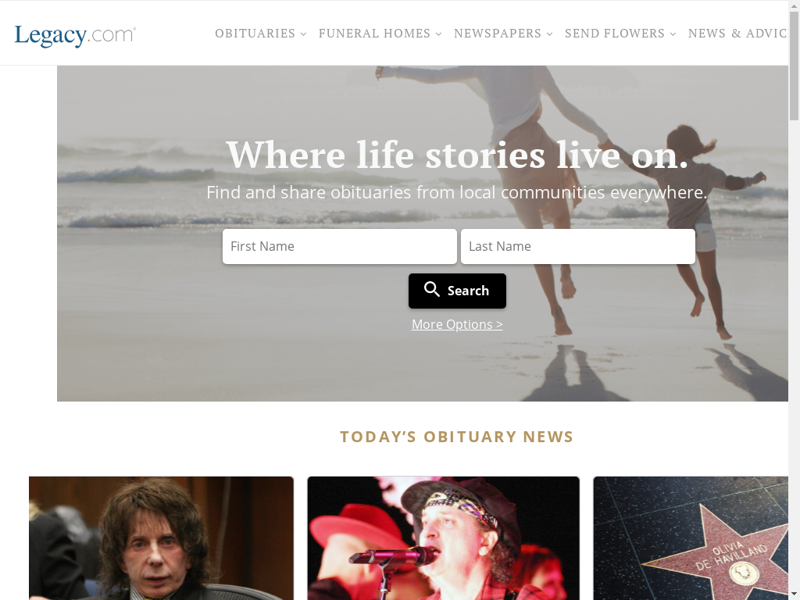 Legacy.com®
OBITUARIES
FUNERAL HOMES
NEWSPAPERS
SEND FLOWERS
NEWS & ADVIC
Where life stories live on.
Find and share obituaries from local communities everywhere.
First Name
Last Name
Search
More Options >
TODAY'S OBITUARY NEWS
OLIVIA
DE HAVILLAND